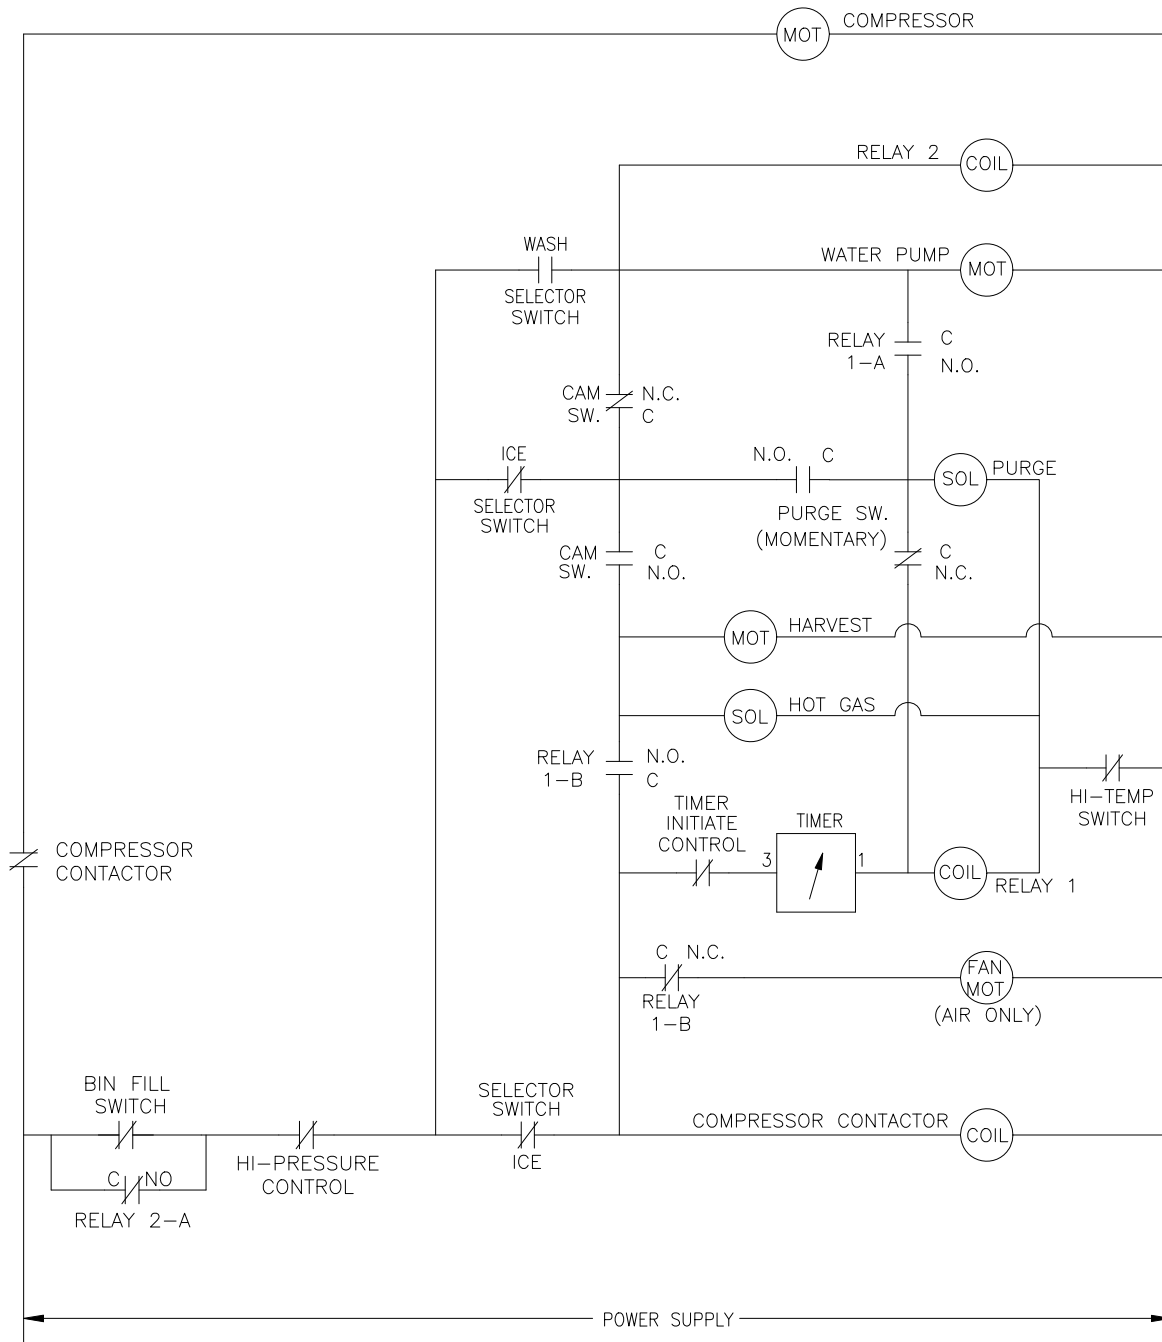 COMPRESSOR
MOT
RELAY 2
COIL
WASH
SELECTOR
SWITCH
WATER PUMP
MOT
RELAY
1-A
C
N.O.
CAM
SW.
N.C.
C
ICE
SELECTOR
SWITCH
N.O. C
PURGE SW.
(MOMENTARY)
SOL
PURGE
CAM
SW.
C
N.O.
C
N.C.
MOT
HARVEST
SOL
HOT GAS
RELAY
1-B
N.O.
C
HI-TEMP
SWITCH
TIMER
INITIATE
CONTROL
TIMER
3
1
COIL
RELAY 1
COMPRESSOR
CONTACTOR
C N.C.
RELAY
1-B
FAN
MOT
(AIR ONLY)
BIN FILL
SWITCH
C NO
RELAY 2-A
HI-PRESSURE
CONTROL
SELECTOR
SWITCH
ICE
COMPRESSOR CONTACTOR
COIL
POWER SUPPLY